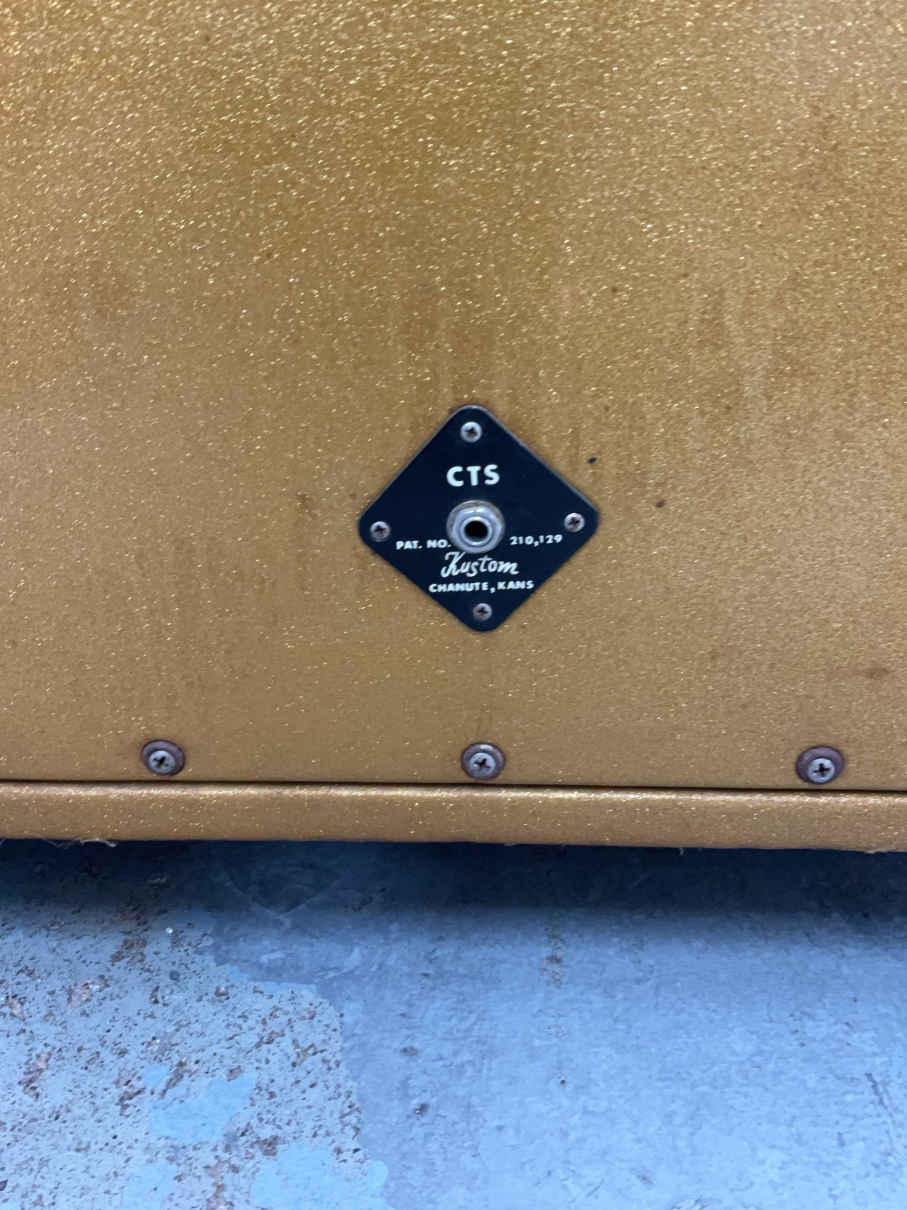 CTS
PAT. NO. 210,129
Kustom
CHANUTE, KANS